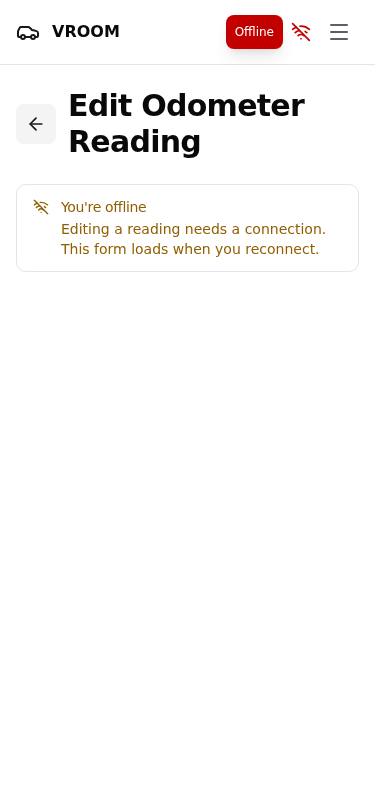 VROOM
Offline
Edit Odometer
Reading
You're offline
Editing a reading needs a connection.
This form loads when you reconnect.